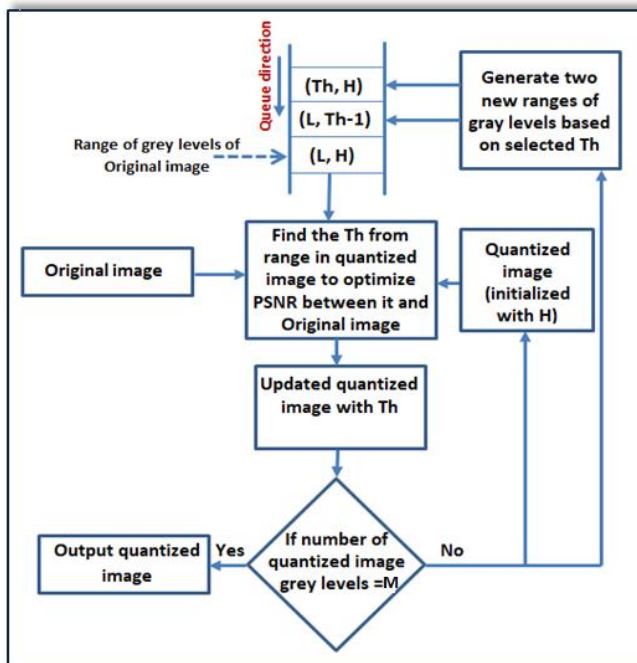 Queue direction
(Th, H)
(L, Th-1)
(L, H)
Range of grey levels of
Original image
Generate two
new ranges of
gray levels based
on selected Th
Original image
Find the Th from
range in quantized
image to optimize
PSNR between it and
Original image
Quantized
image
(initialized
with H)
Updated quantized
image with Th
If number of
quantized image
grey levels =M
Yes
No
Output quantized
image